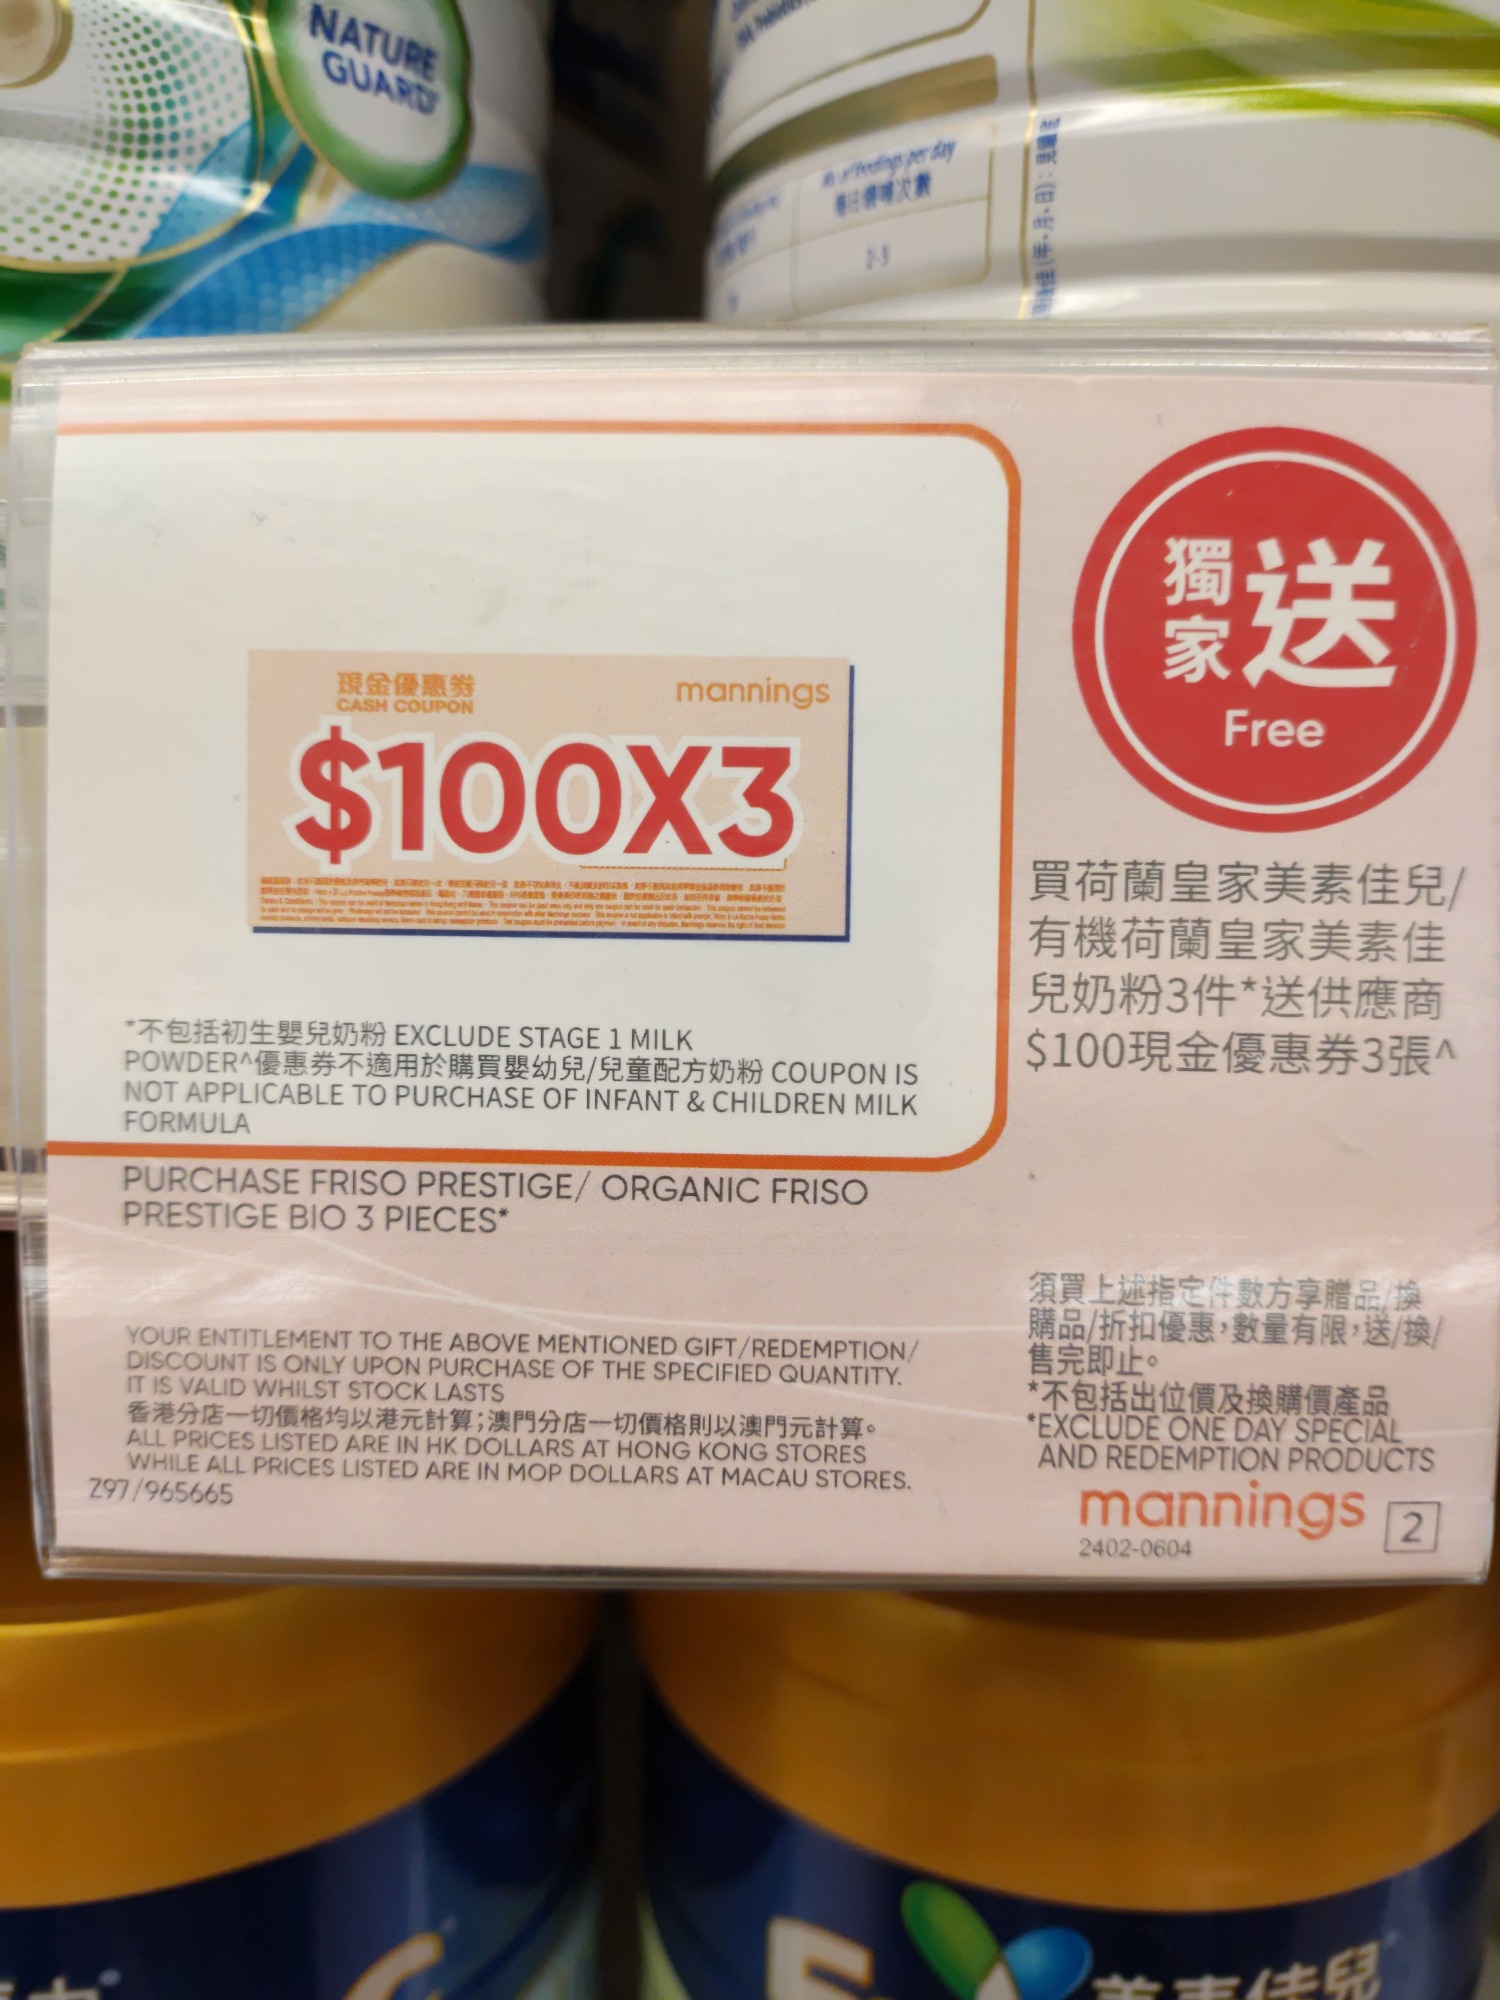 NATURE
GUARD
No. of feedings per day
每日餵哺次數
2-3
獨家送
Free
現金優惠券
CASH COUPON
mannings
$100X3
買荷蘭皇家美素佳兒/
有機荷蘭皇家美素佳
兒奶粉3件*送供應商
$100現金優惠券3張^
*不包括初生嬰兒奶粉 EXCLUDE STAGE 1 MILK
POWDER^優惠券不適用於購買嬰幼兒/兒童配方奶粉 COUPON IS
NOT APPLICABLE TO PURCHASE OF INFANT & CHILDREN MILK
FORMULA
PURCHASE FRISO PRESTIGE/ ORGANIC FRISO
PRESTIGE BIO 3 PIECES*
YOUR ENTITLEMENT TO THE ABOVE MENTIONED GIFT/REDEMPTION/
DISCOUNT IS ONLY UPON PURCHASE OF THE SPECIFIED QUANTITY.
IT IS VALID WHILST STOCK LASTS
香港分店一切價格均以港元計算;澳門分店一切價格則以澳門元計算。
ALL PRICES LISTED ARE IN HK DOLLARS AT HONG KONG STORES
WHILE ALL PRICES LISTED ARE IN MOP DOLLARS AT MACAU STORES.
Z97/965665
須買上述指定件數方享贈品/換
購品/折扣優惠,數量有限,送/換/
售完即止。
*不包括出位價及換購價產品
*EXCLUDE ONE DAY SPECIAL
AND REDEMPTION PRODUCTS
mannings 2
2402-0604
美素佳兒